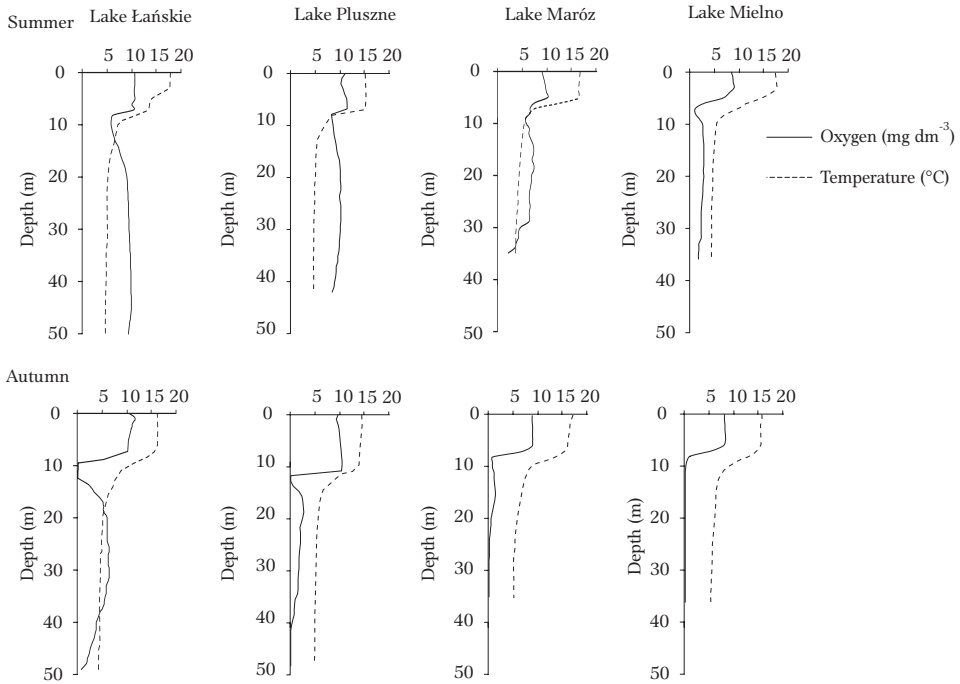 Summer
Lake Łańskie
Lake Pluszne
Lake Maróz
Lake Mielno
5 10 15 20
5 10 15 20
5 10 15 20
5 10 15 20
0
10
20
30
40
50
Depth (m)
0
10
20
30
40
50
Depth (m)
0
10
20
30
40
50
Depth (m)
0
10
20
30
40
50
Depth (m)
Oxygen (mg dm⁻³)
Temperature (°C)
Autumn
5 10 15 20
5 10 15 20
5 10 15 20
5 10 15 20
0
10
20
30
40
50
Depth (m)
0
10
20
30
40
50
Depth (m)
0
10
20
30
40
50
Depth (m)
0
10
20
30
40
50
Depth (m)